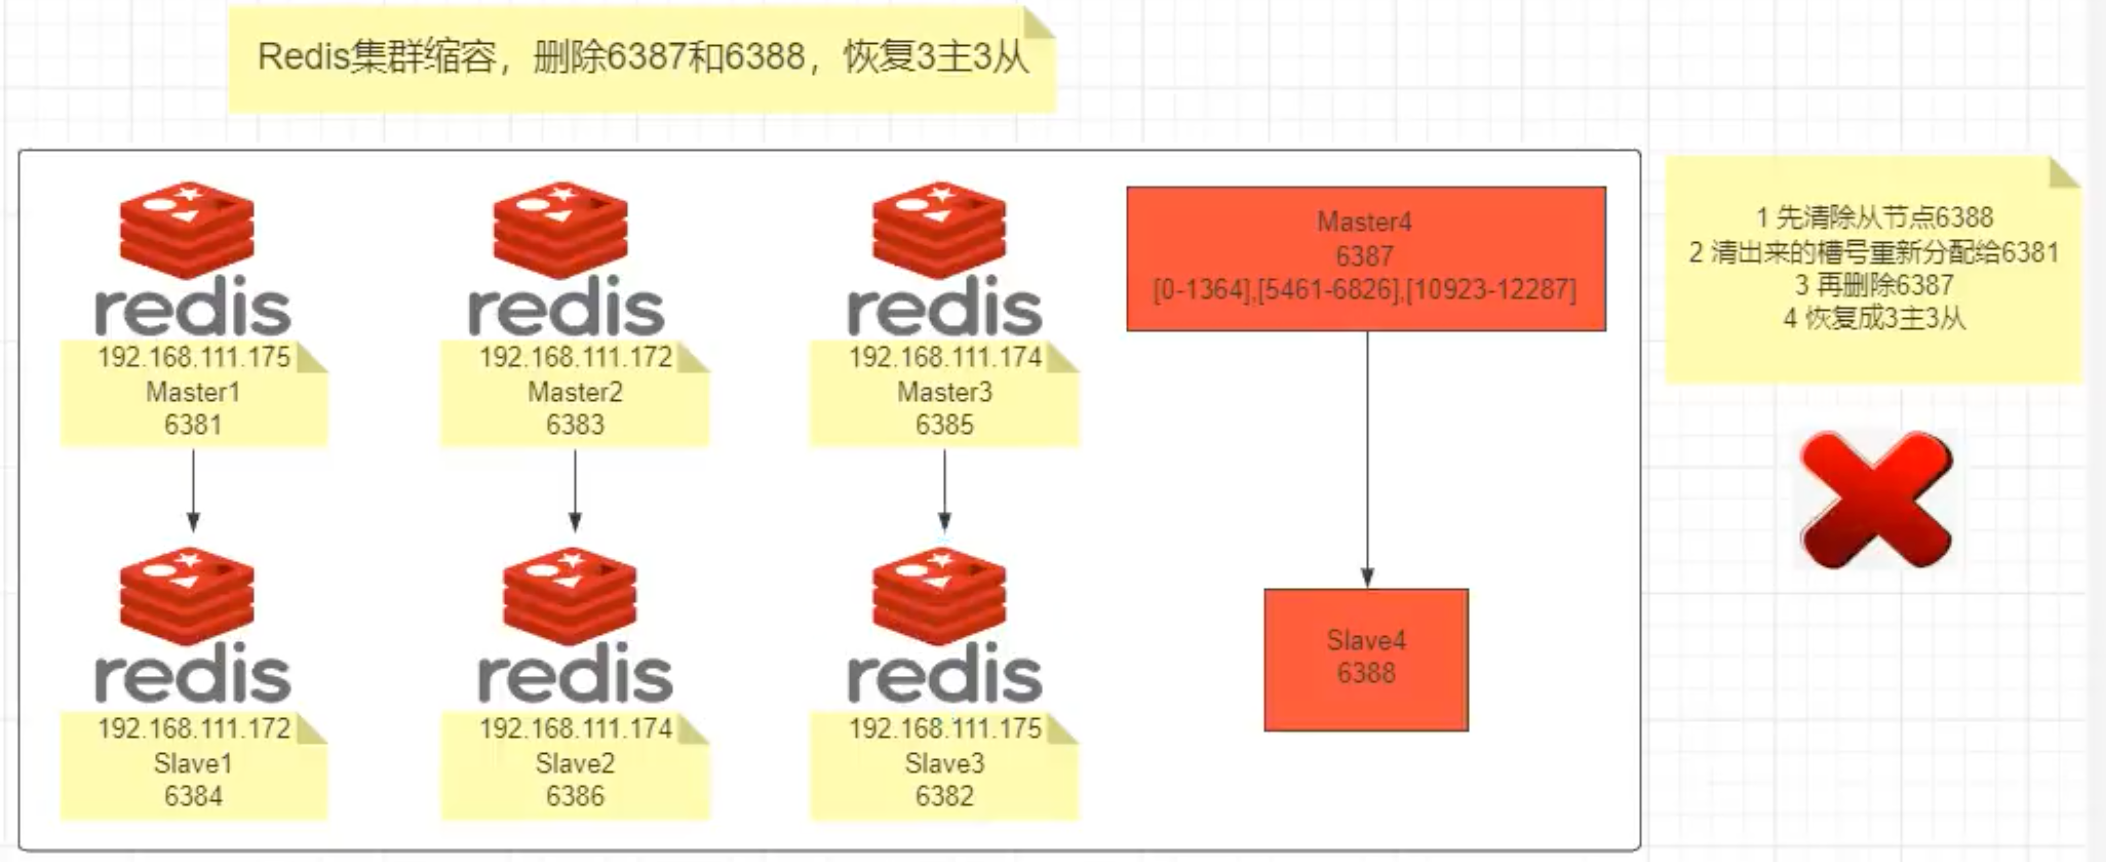 Redis集群缩容，删除6387和6388，恢复3主3从
redis
192.168.111.175
Master1
6381
redis
192.168.111.172
Master2
6383
redis
192.168.111.174
Master3
6385
Master4
6387
[0-1364],[5461-6826],[10923-12287]
1 先清除从节点6388
2 清出来的槽号重新分配给6381
3 再删除6387
4 恢复成3主3从
redis
192.168.111.172
Slave1
6384
redis
192.168.111.174
Slave2
6386
redis
192.168.111.175
Slave3
6382
Slave4
6388